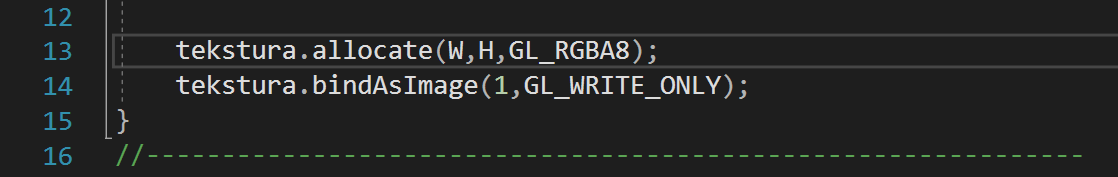 12
13 tekstura.allocate(W,H,GL_RGBA8);
14 tekstura.bindAsImage(1,GL_WRITE_ONLY);
15 }
16 //--------------------------------------------------------------